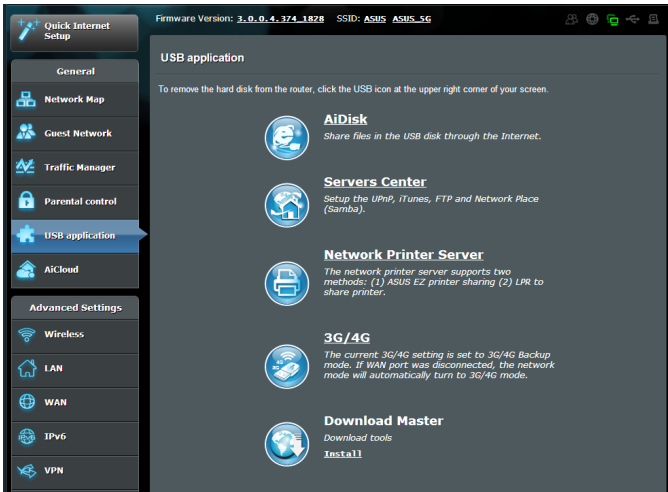 Quick Internet
Setup
Firmware Version: 3.0.0.4.374_1828 SSID: ASUS ASUS_5G
General
Network Map
Guest Network
Traffic Manager
Parental control
USB application
AiCloud
Advanced Settings
Wireless
LAN
WAN
IPv6
VPN
USB application
To remove the hard disk from the router, click the USB icon at the upper right corner of your screen.
AiDisk
Share files in the USB disk through the Internet.
Servers Center
Setup the UPnP, iTunes, FTP and Network Place
(Samba).
Network Printer Server
The network printer server supports two
methods: (1) ASUS EZ printer sharing (2) LPR to
share printer.
3G/4G
The current 3G/4G setting is set to 3G/4G Backup
mode. If WAN port was disconnected, the network
mode will automatically turn to 3G/4G mode.
Download Master
Download tools
Install